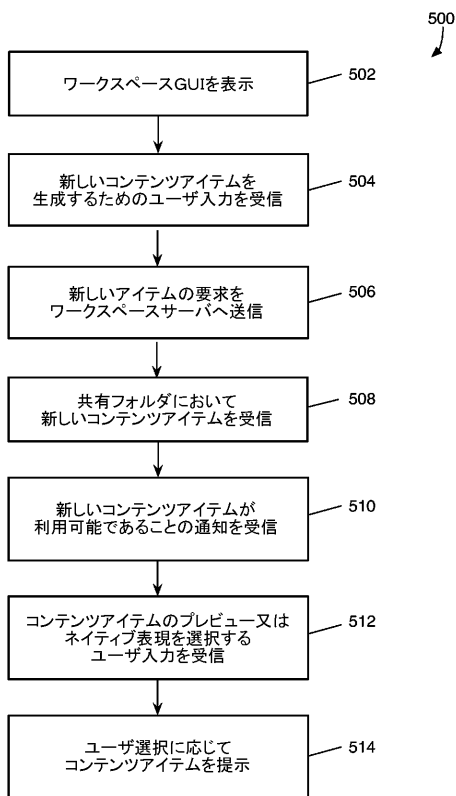 500
ワークスペースGUIを表示
502
新しいコンテンツアイテムを
生成するためのユーザ入力を受信
504
新しいアイテムの要求を
ワークスペースサーバへ送信
506
共有フォルダにおいて
新しいコンテンツアイテムを受信
508
新しいコンテンツアイテムが
利用可能であることの通知を受信
510
コンテンツアイテムのプレビュー又は
ネイティブ表現を選択する
ユーザ入力を受信
512
ユーザ選択に応じて
コンテンツアイテムを提示
514